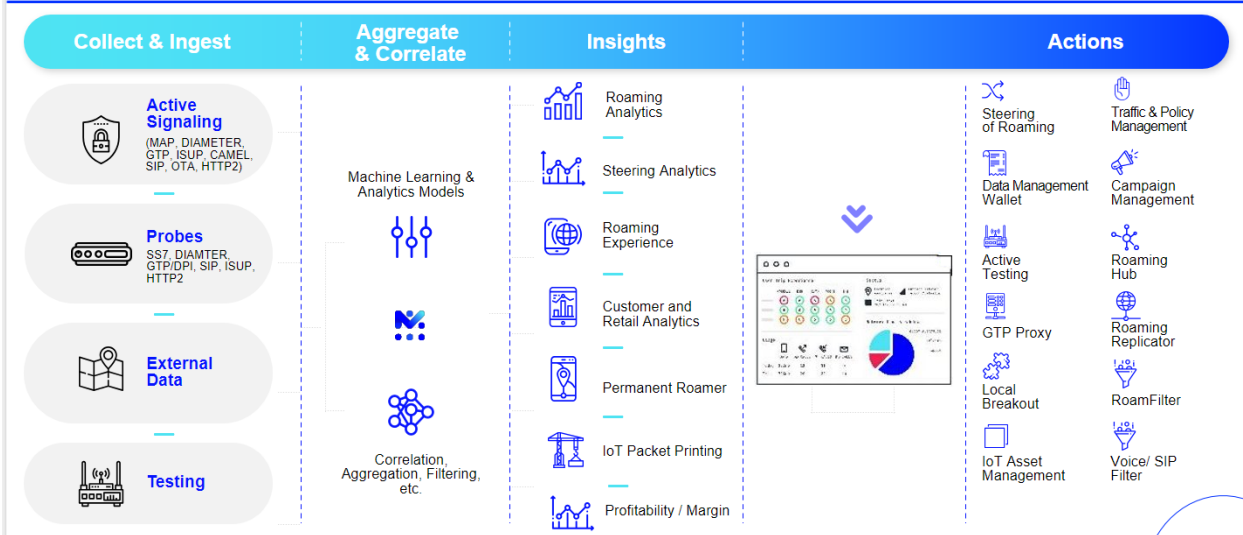 Collect & Ingest
Aggregate
& Correlate
Insights
Actions
Active
Signaling
(MAP, DIAMETER,
GTP, ISUP, CAMEL,
SIP, OTA, HTTP2)
Probes
SS7, DIAMTER,
GTP/DPI, SIP, ISUP,
HTTP2
External
Data
Testing
Machine Learning &
Analytics Models
Correlation,
Aggregation, Filtering,
etc.
Roaming
Analytics
Steering Analytics
Roaming
Experience
Customer and
Retail Analytics
Permanent Roamer
IoT Packet Printing
Profitability / Margin
Steering
of Roaming
Traffic & Policy
Management
Data Management
Wallet
Campaign
Management
Active
Testing
Roaming
Hub
GTP Proxy
Roaming
Replicator
Local
Breakout
RoamFilter
IoT Asset
Management
Voice/ SIP
Filter